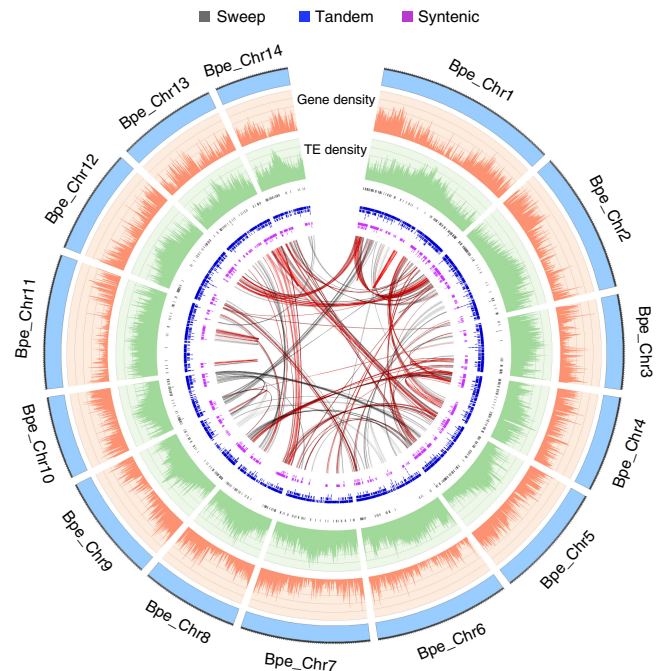 Sweep Tandem Syntenic
Bpe_Chr14
Bpe_Chr13
Bpe_Chr12
Bpe_Chr11
Bpe_Chr10
Bpe_Chr9
Bpe_Chr8
Bpe_Chr7
Bpe_Chr6
Bpe_Chr5
Bpe_Chr4
Bpe_Chr3
Bpe_Chr2
Bpe_Chr1
Gene density
TE density